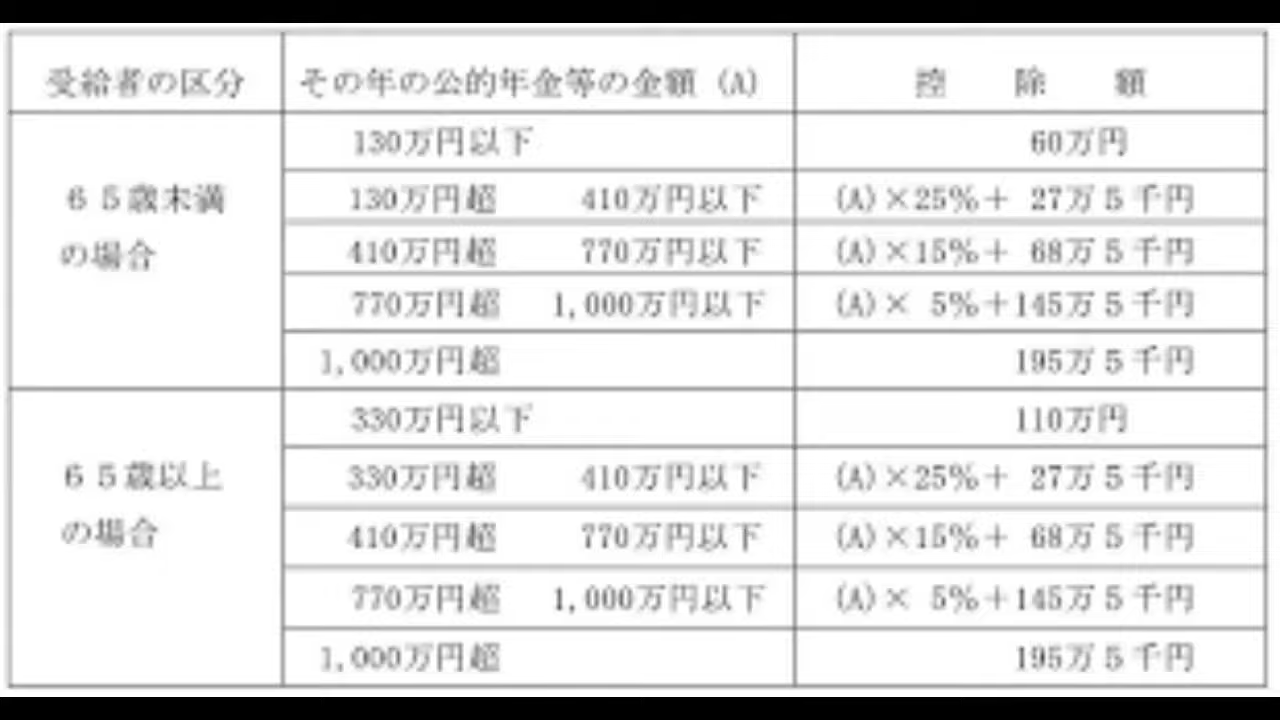 受給者の区分 その年の公的年金等の金額 (A) 控 除 額
130万円以下 60万円
65歳未満 130万円超 410万円以下 (A)×25%+ 27万5千円
の場合 410万円超 770万円以下 (A)×15%+ 68万5千円
770万円超 1,000万円以下 (A)× 5%+145万5千円
1,000万円超 195万5千円
330万円以下 110万円
65歳以上 330万円超 410万円以下 (A)×25%+ 27万5千円
の場合 410万円超 770万円以下 (A)×15%+ 68万5千円
770万円超 1,000万円以下 (A)× 5%+145万5千円
1,000万円超 195万5千円